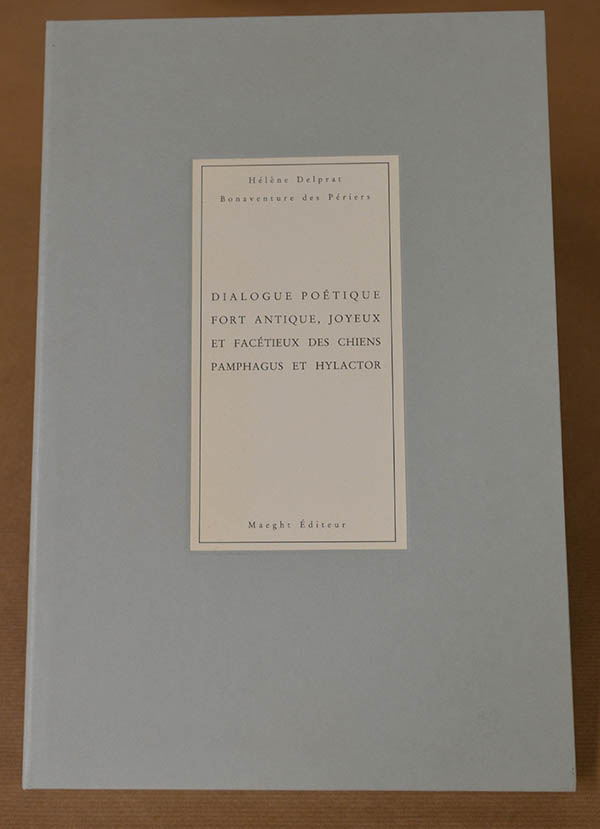 Hélène Delprat
Bonaventure des Périers
DIALOGUE POÉTIQUE
FORT ANTIQUE, JOYEUX
ET FACÉTIEUX DES CHIENS
PAMPHAGUS ET HYLACTOR
Maeght Éditeur